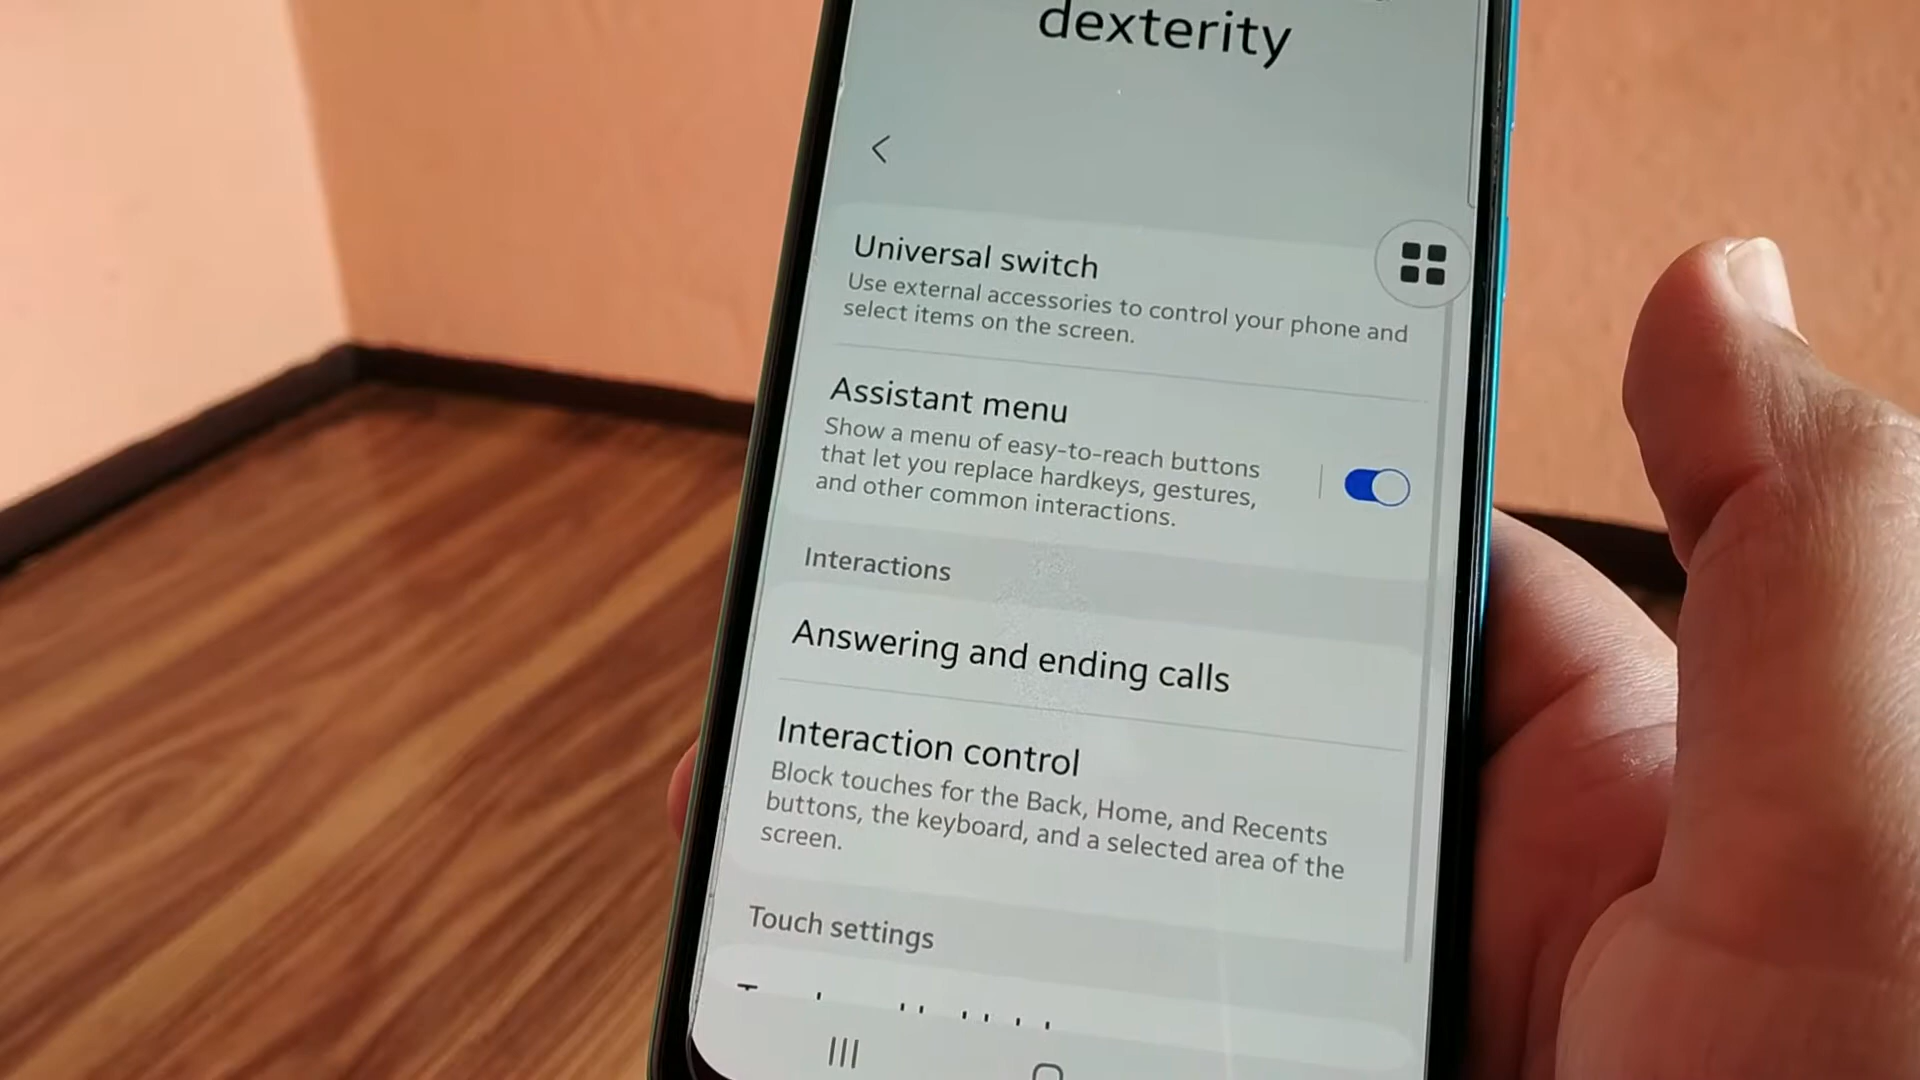 dexterity
Universal switch
Use external accessories to control your phone and
select items on the screen.
Assistant menu
Show a menu of easy-to-reach buttons
that let you replace hardkeys, gestures,
and other common interactions.
Interactions
Answering and ending calls
Interaction control
Block touches for the Back, Home, and Recents
buttons, the keyboard, and a selected area of the
screen.
Touch settings